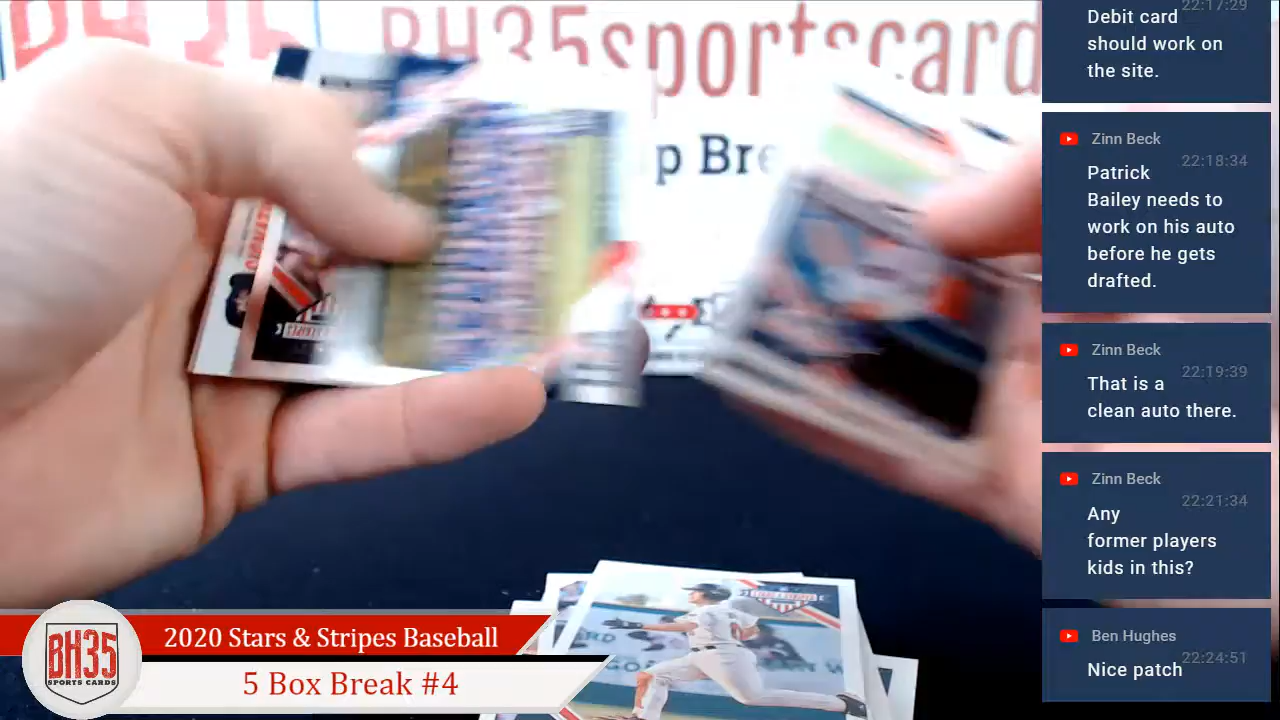 BH35
BH35sportscard
p Bre
22:17:29
Debit card
should work on
the site.
Zinn Beck
22:18:34
Patrick
Bailey needs to
work on his auto
before he gets
drafted.
Zinn Beck
22:19:39
That is a
clean auto there.
Zinn Beck
22:21:34
Any
former players
kids in this?
Ben Hughes
22:24:51
Nice patch
BH35
SPORTS CARDS
2020 Stars & Stripes Baseball
5 Box Break #4